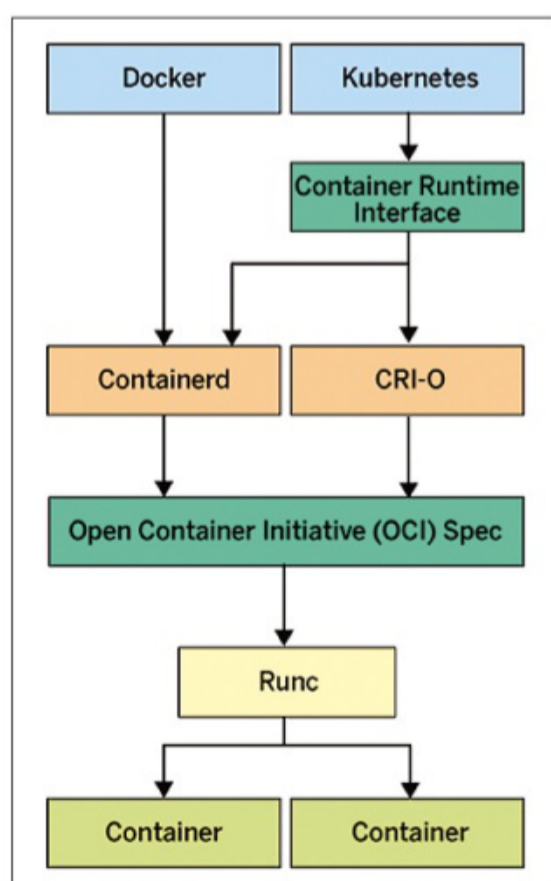 Docker
Kubernetes
Container Runtime
Interface
Containerd
CRI-O
Open Container Initiative (OCI) Spec
Runc
Container
Container